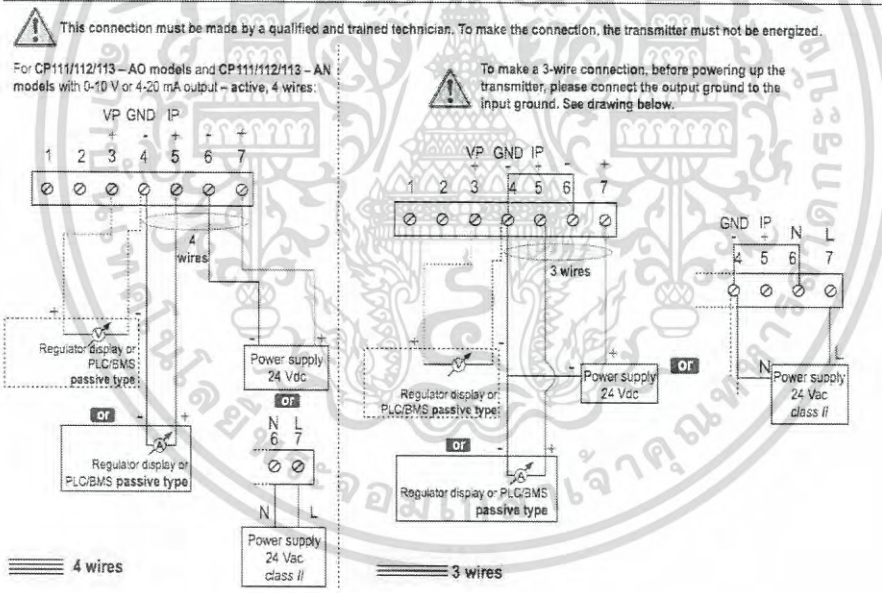 This connection must be made by a qualified and trained technician. To make the connection, the transmitter must not be energized.
For CP111/112/113 – AO models and CP111/112/113 – AN
models with 0-10 V or 4-20 mA output – active, 4 wires:
VP GND IP
+ - + - +
1 2 3 4 5 6 7
4
wires
+ -
V
Regulator display or
PLC/BMS
passive type
or
- +
A
Regulator display or
PLC/BMS passive type
- +
Power supply
24 Vdc
or
N L
6 7
N L
Power supply
24 Vac
class II
4 wires
To make a 3-wire connection, before powering up the
transmitter, please connect the output ground to the
input ground. See drawing below.
VP GND IP
+ - + - +
1 2 3 4 5 6 7
3 wires
+ -
V
Regulator display or
PLC/BMS passive type
or
- +
A
Regulator display or PLC/BMS
passive type
- +
Power supply
24 Vdc
or
GND IP
- + N L
4 5 6 7
N L
Power supply
24 Vac
class II
3 wires